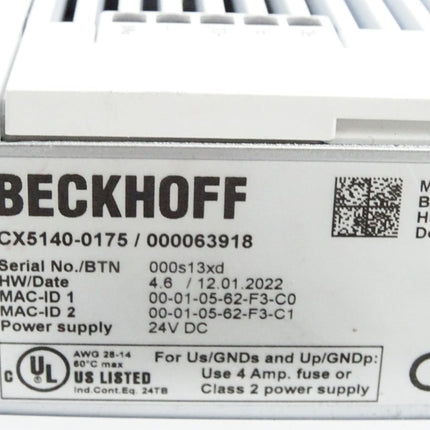 BECKHOFF
CX5140-0175 / 000063918
Serial No./BTN 000s13xd
HW/Date 4.6 / 12.01.2022
MAC-ID 1 00-01-05-62-F3-C0
MAC-ID 2 00-01-05-62-F3-C1
Power supply 24V DC
C UL US LISTED
AWG 28-14
60°C max
Ind.Cont.Eq. 24TB
For Us/GNDs and Up/GNDp:
Use 4 Amp. fuse or
Class 2 power supply